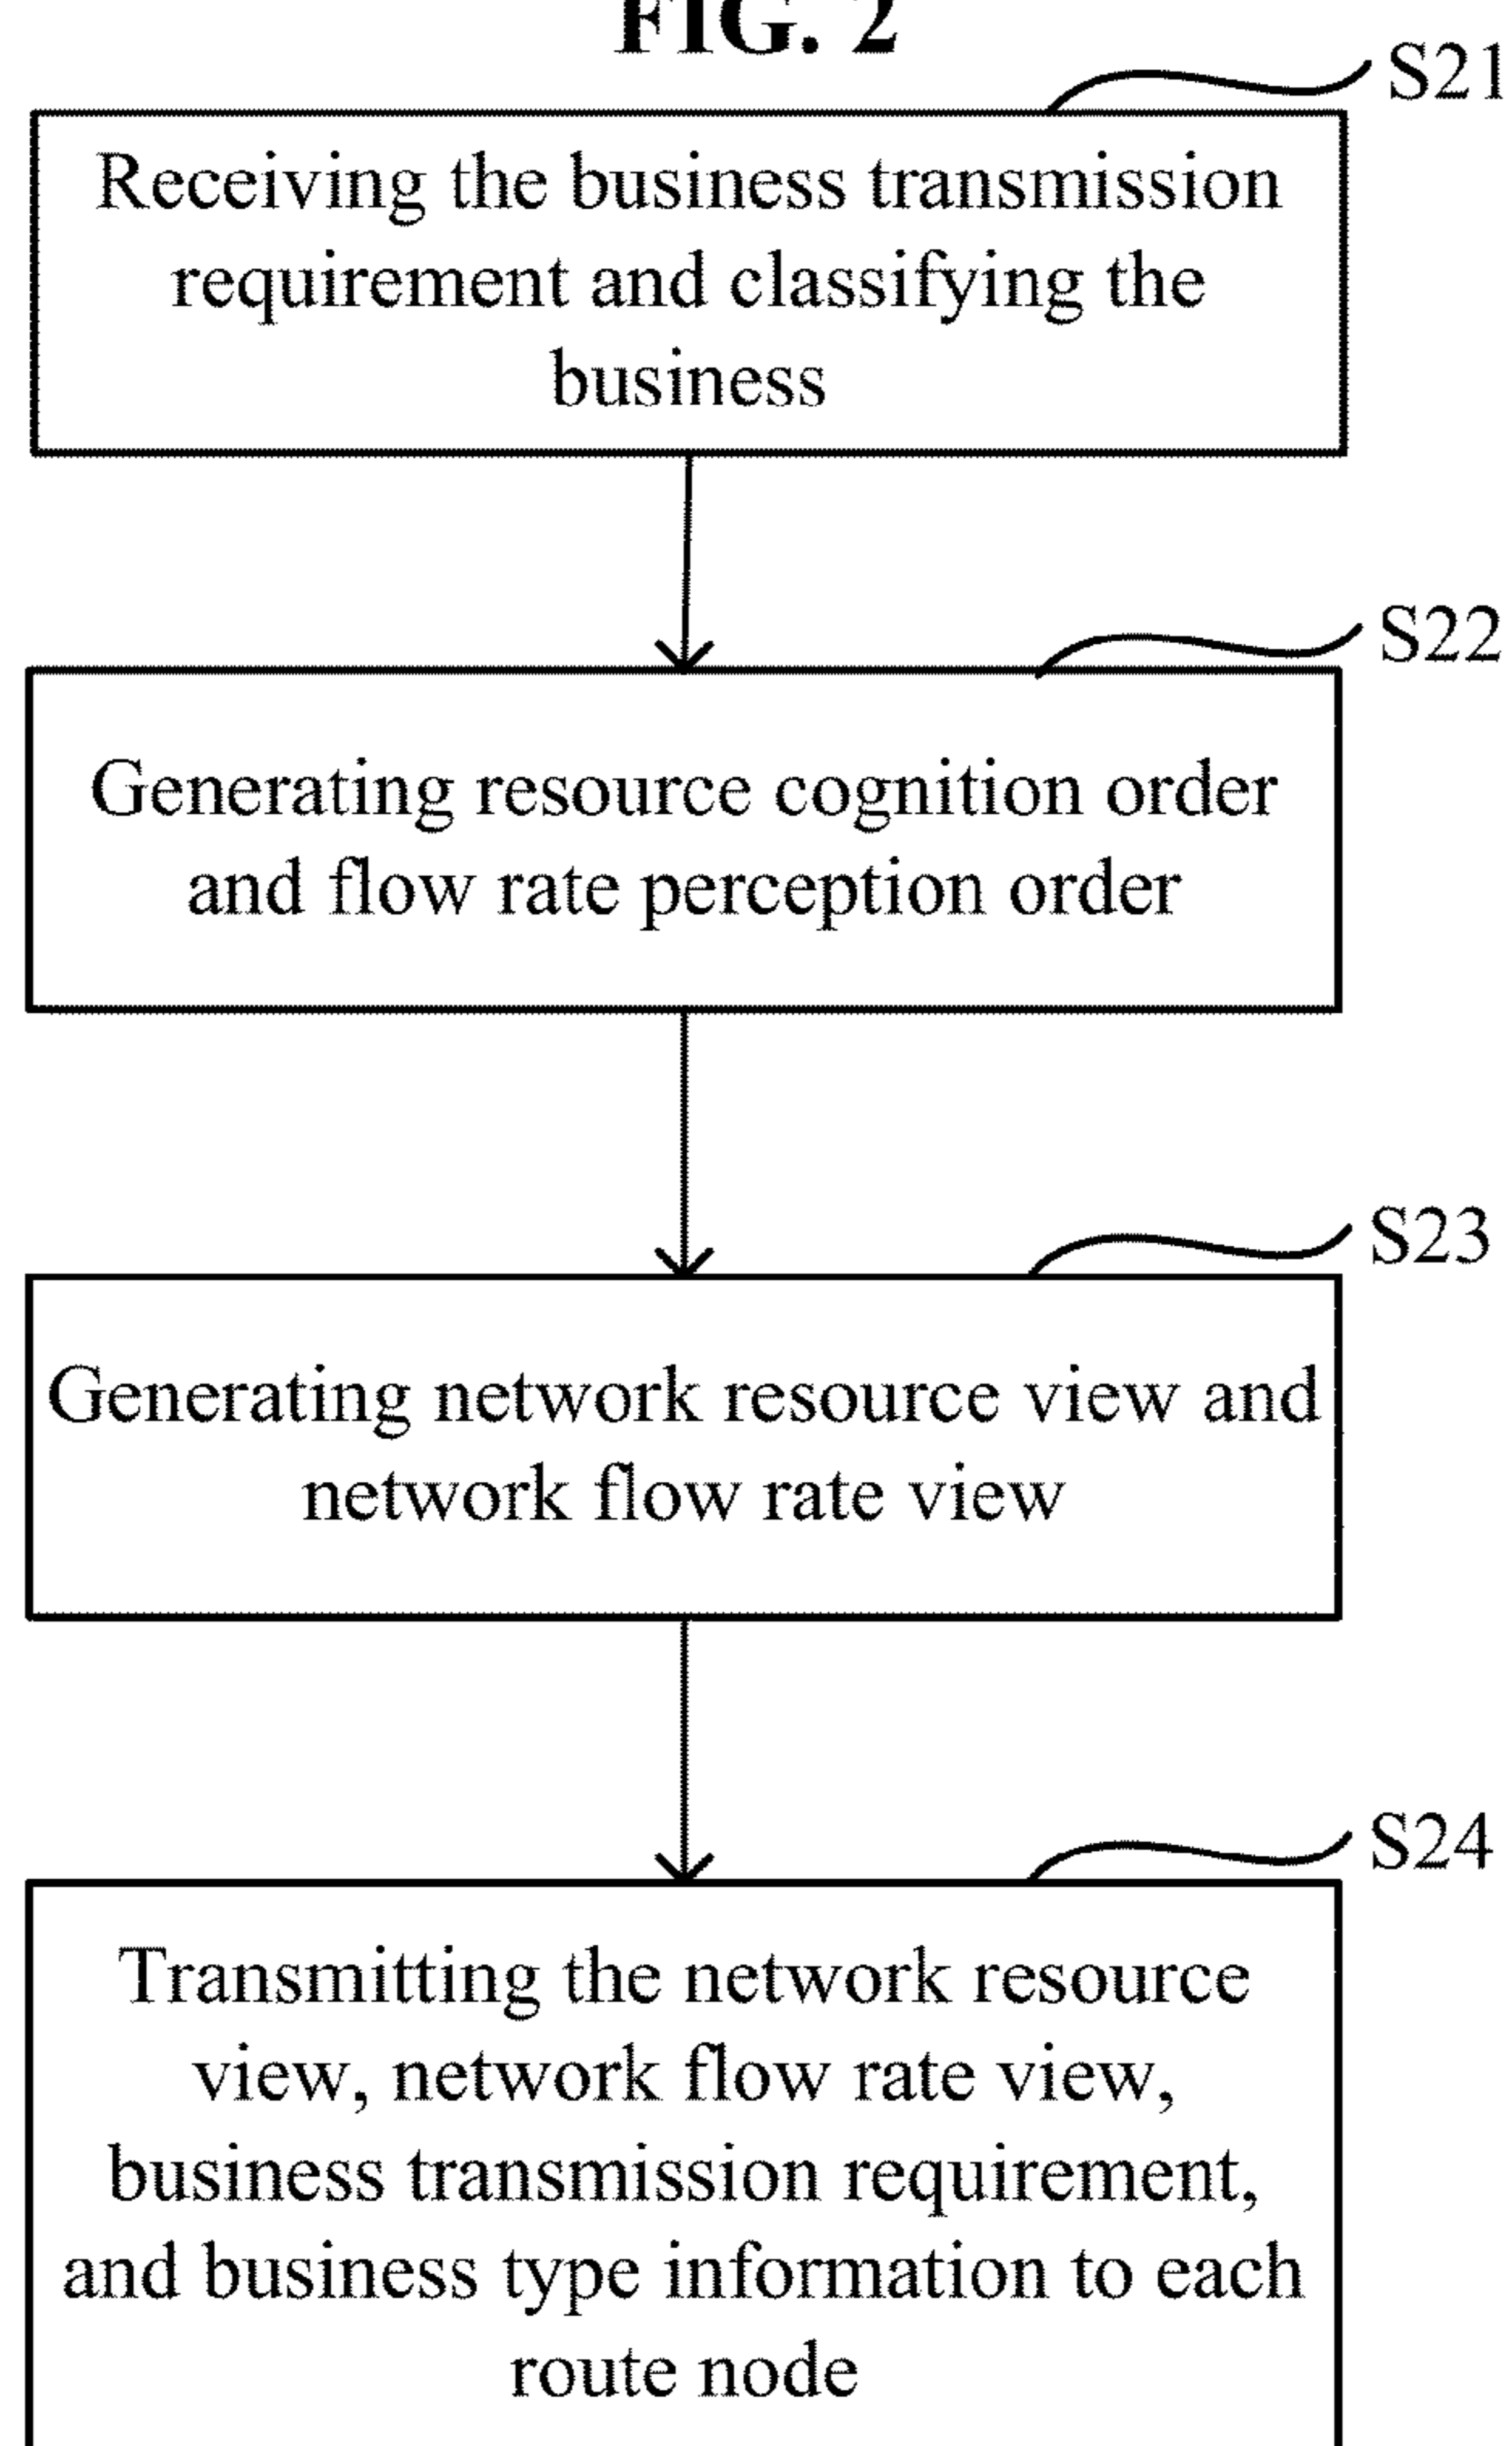 FIG. 2
S21
Receiving the business transmission
requirement and classifying the
business
S22
Generating resource cognition order
and flow rate perception order
S23
Generating network resource view and
network flow rate view
S24
Transmitting the network resource
view, network flow rate view,
business transmission requirement,
and business type information to each
route node